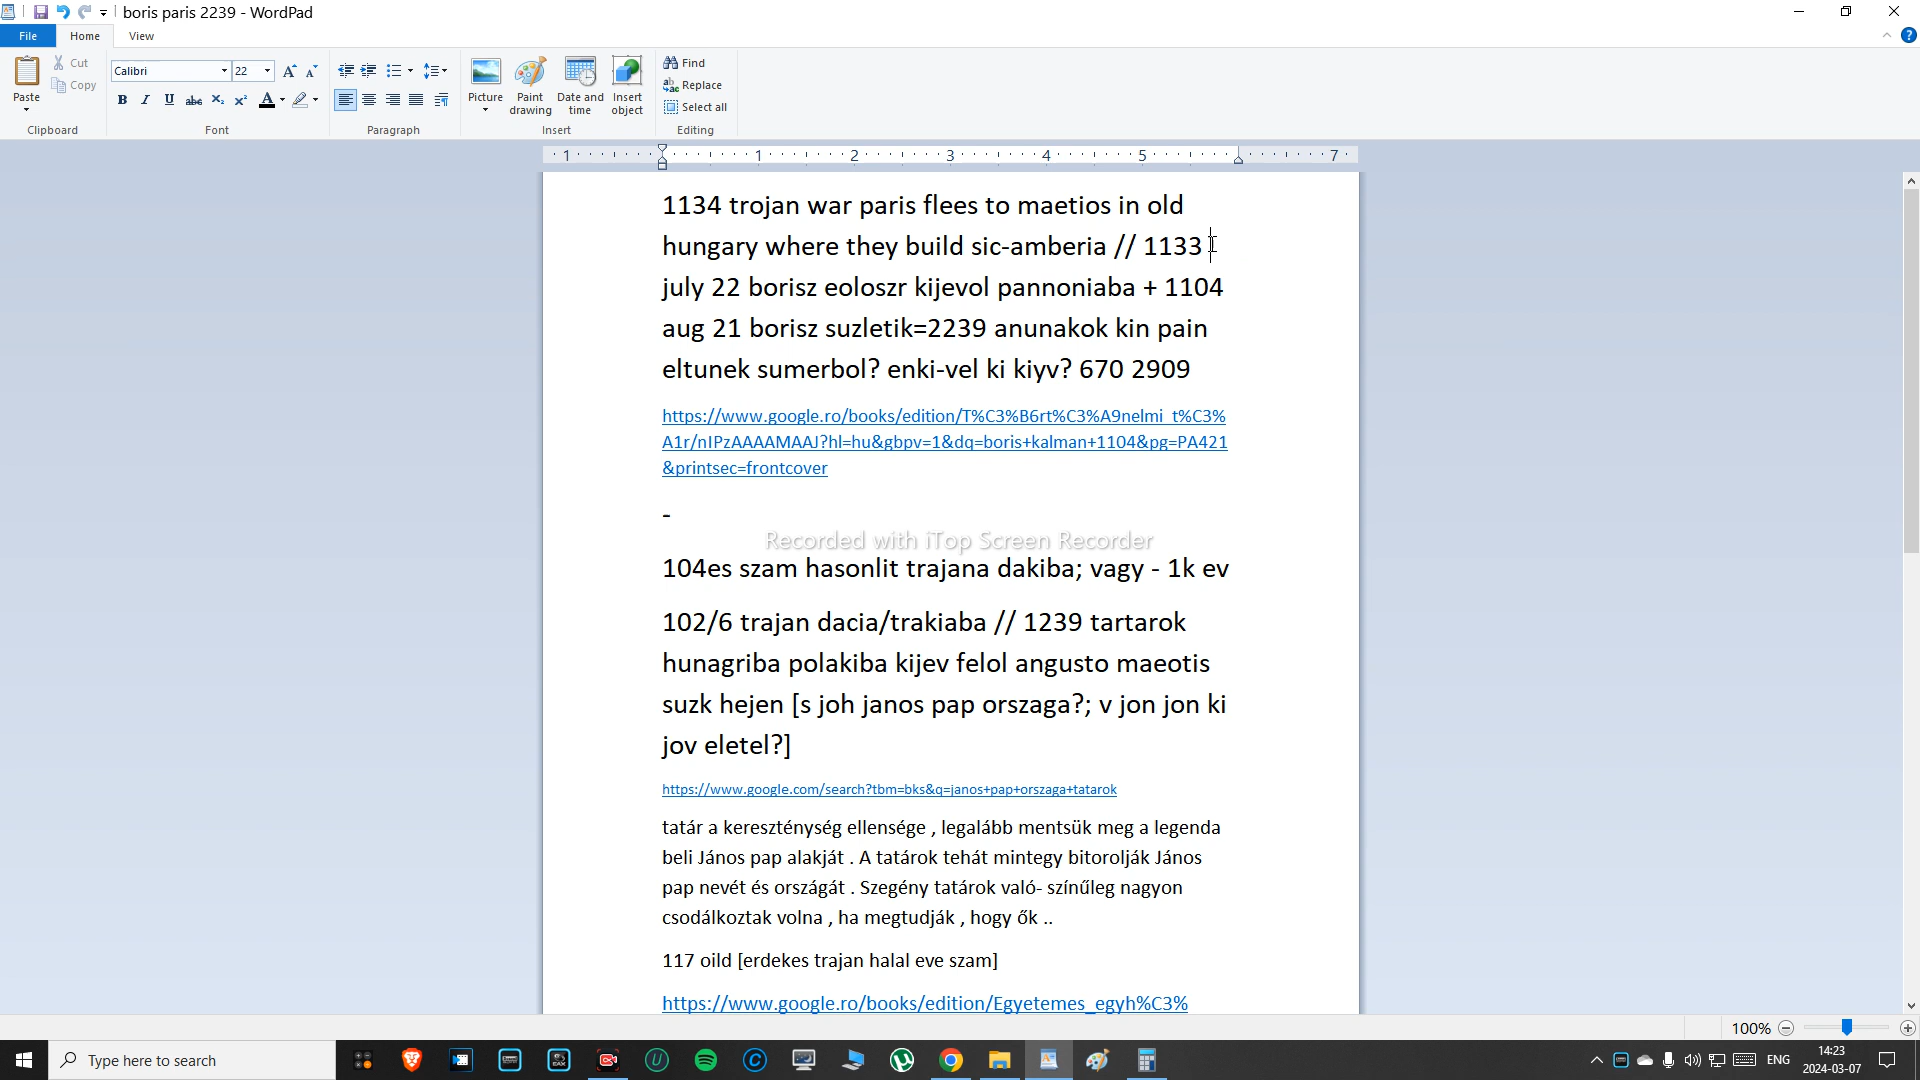 boris paris 2239 - WordPad
File Home View
Paste Cut Copy Clipboard
Calibri 22 Font
Paragraph
Picture Paint drawing Date and time Insert object Insert
Find
Replace
Select all
Editing
1 1 2 3 4 5 7
1134 trojan war paris flees to maetios in old
hungary where they build sic-amberia // 1133
july 22 borisz eoloszr kijevol pannoniaba + 1104
aug 21 borisz suzletik=2239 anunakok kin pain
eltunek sumerbol? enki-vel ki kiyv? 670 2909
https://www.google.ro/books/edition/T%C3%B6rt%C3%A9nelmi_t%C3%
A1r/nIPzAAAAMAAJ?hl=hu&gbpv=1&dq=boris+kalman+1104&pg=PA421
&printsec=frontcover
-
Recorded with iTop Screen Recorder
104es szam hasonlit trajana dakiba; vagy - 1k ev
102/6 trajan dacia/trakiaba // 1239 tartarok
hunagriba polakiba kijev felol angusto maeotis
suzk hejen [s joh janos pap orszaga?; v jon jon ki
jov eletel?]
https://www.google.com/search?tbm=bks&q=janos+pap+orszaga+tatarok
tatár a kereszténység ellensége , legalább mentsük meg a legenda
beli János pap alakját . A tatárok tehát mintegy bitorolják János
pap nevét és országát . Szegény tatárok való- színűleg nagyon
csodálkoztak volna , ha megtudják , hogy ők ..
117 oild [erdekes trajan halal eve szam]
https://www.google.ro/books/edition/Egyetemes_egyh%C3%
100%
Type here to search
ENG
14:23
2024-03-07